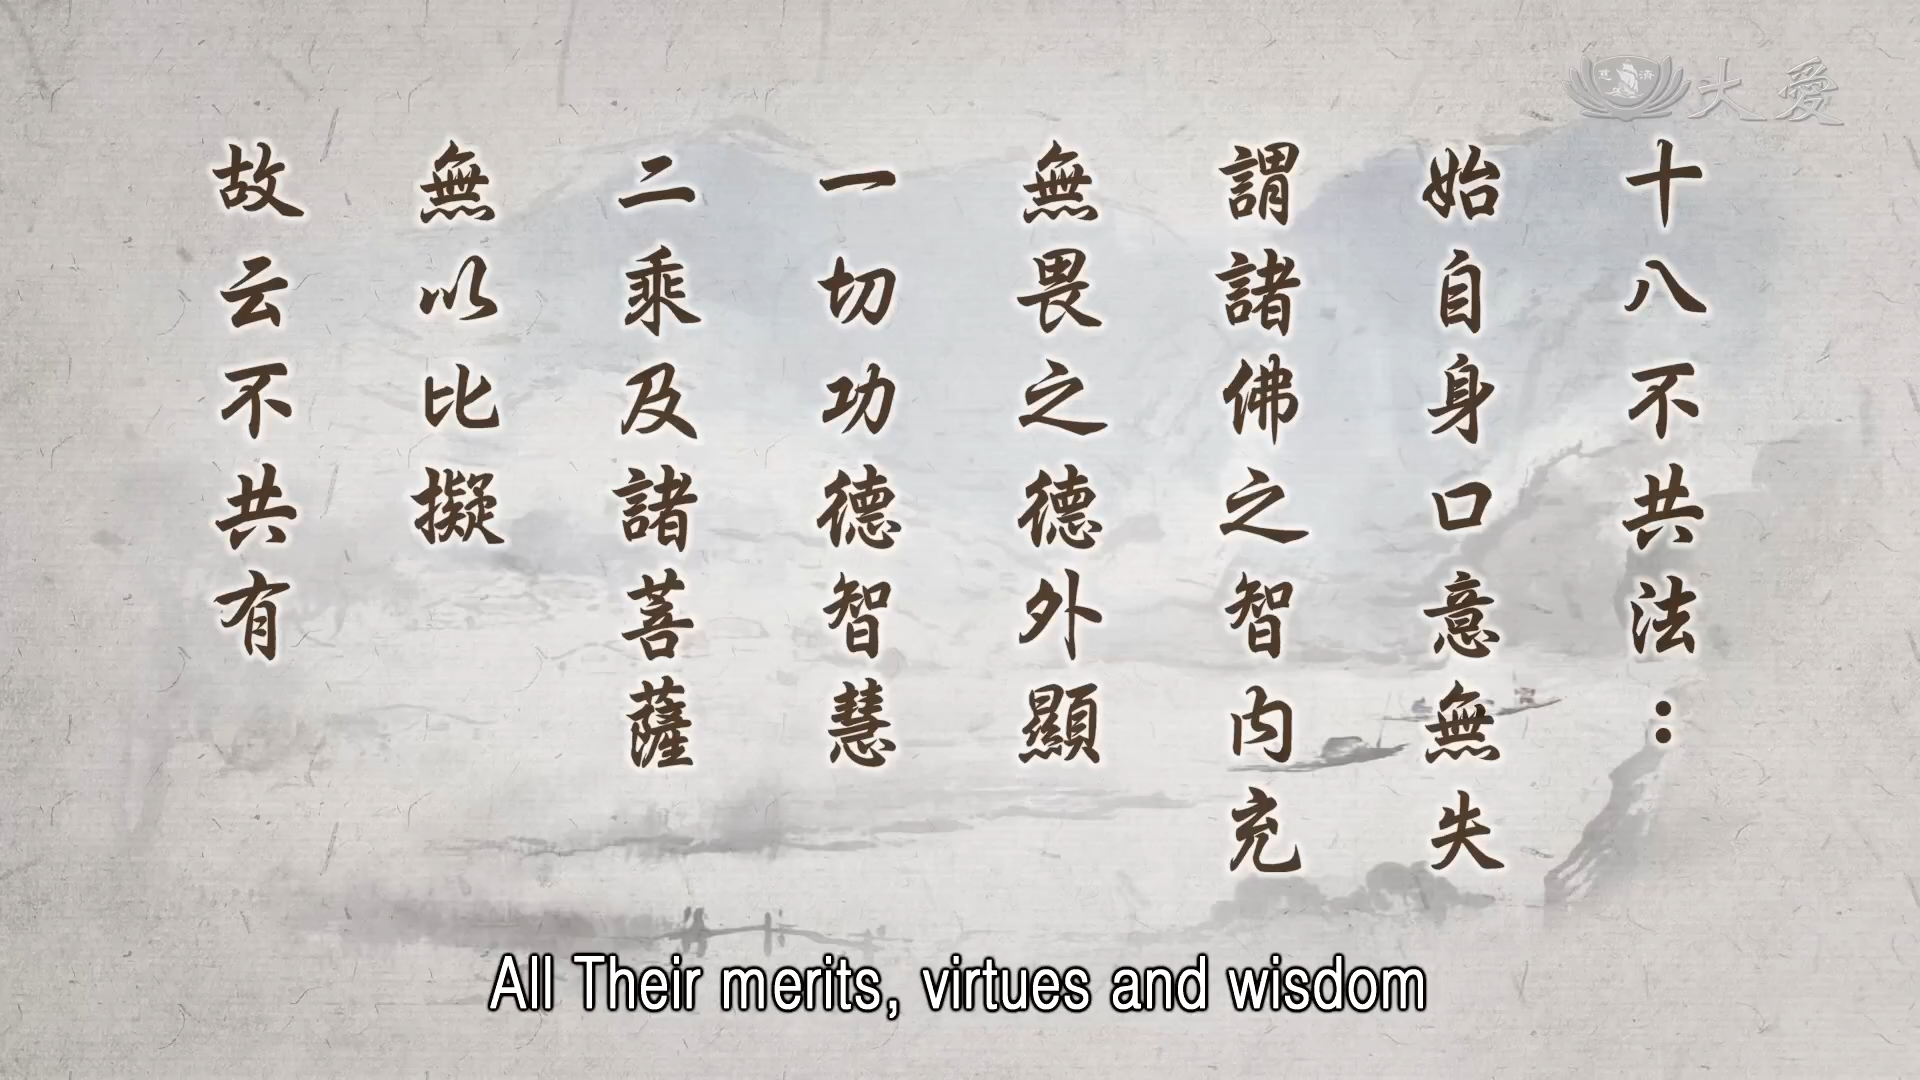 大愛
慈濟
十八不共法：
始自身口意無失
謂諸佛之智內充
無畏之德外顯
一切功德智慧
二乘及諸菩薩
無以比擬
故云不共有
All Their merits, virtues and wisdom